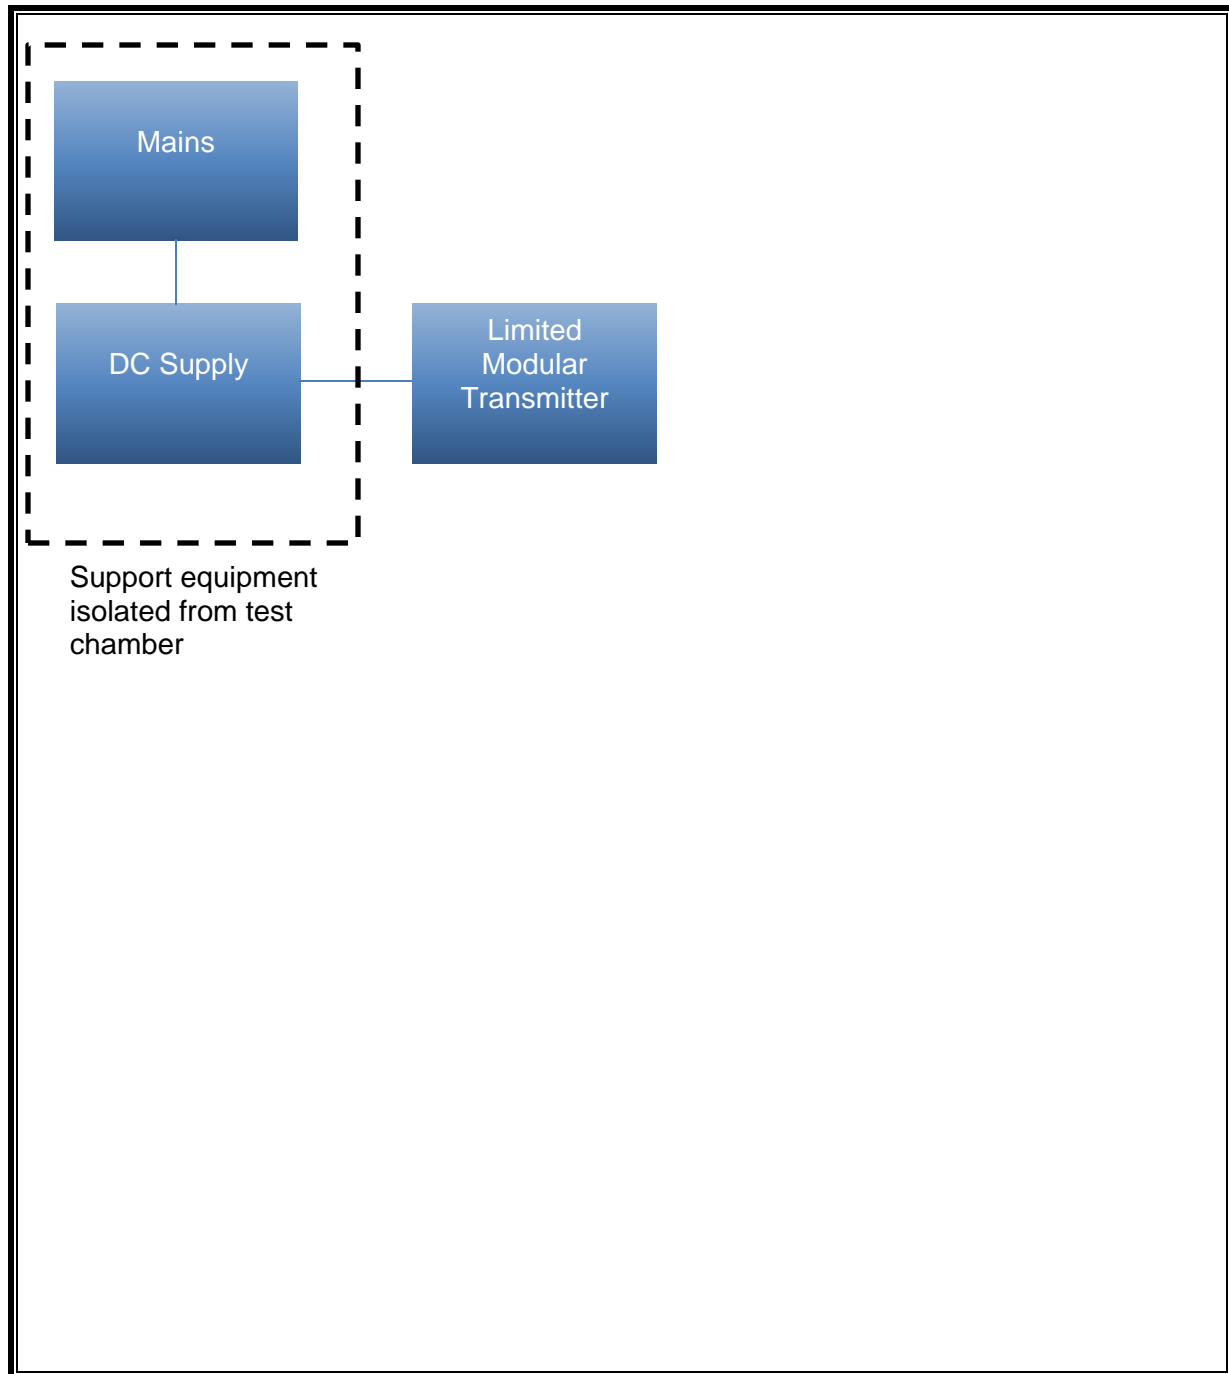 Mains
DC Supply
Limited
Modular
Transmitter
Support equipment
isolated from test
chamber